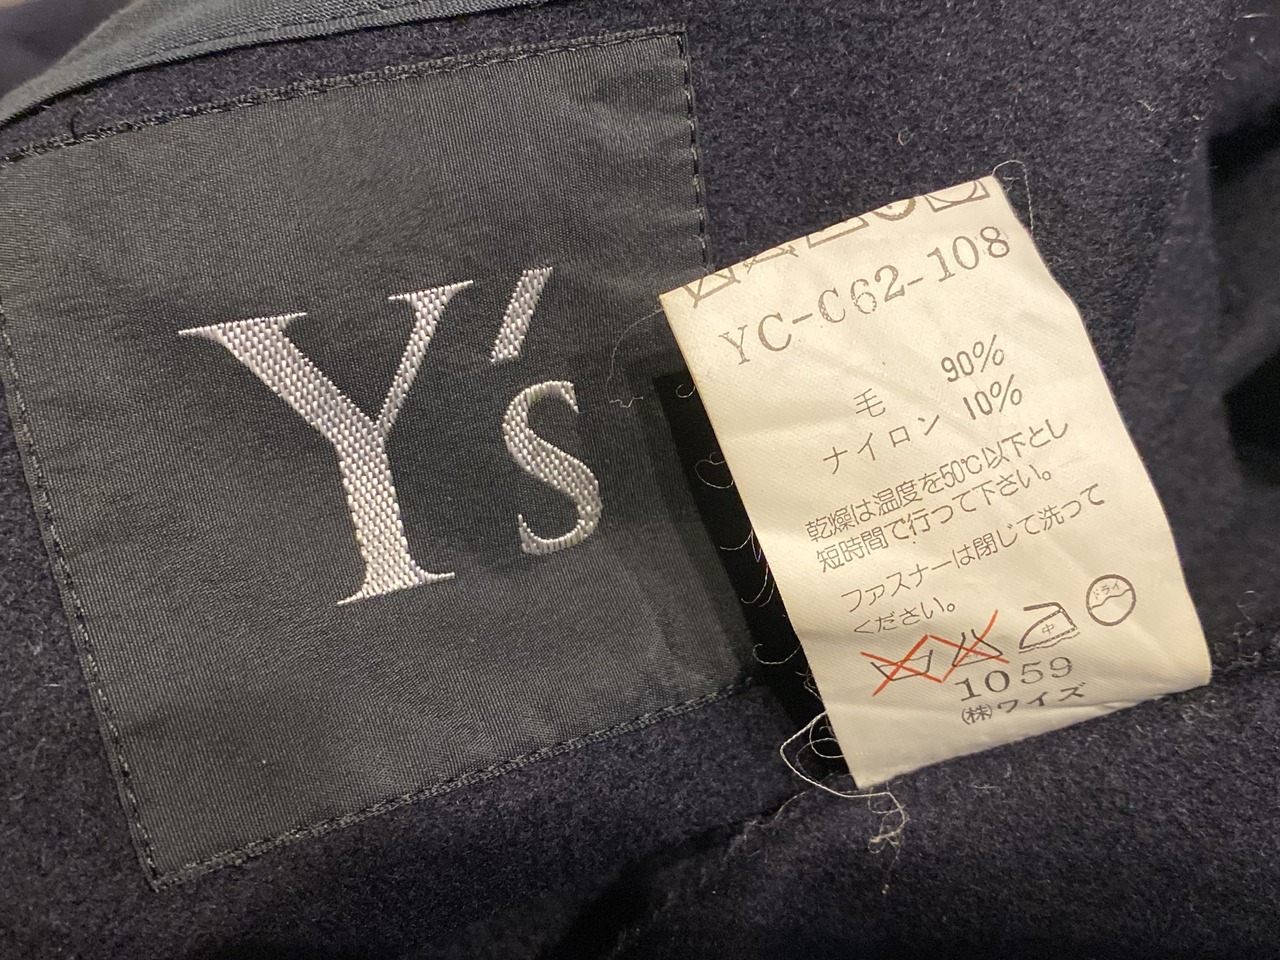 Y's
YC-C62-108
毛 90%
ナイロン 10%
乾燥は温度を50℃以下とし
短時間で行って下さい。
ファスナーは閉じて洗って
ください。
中 ドライ
1059
(株)ワイズ